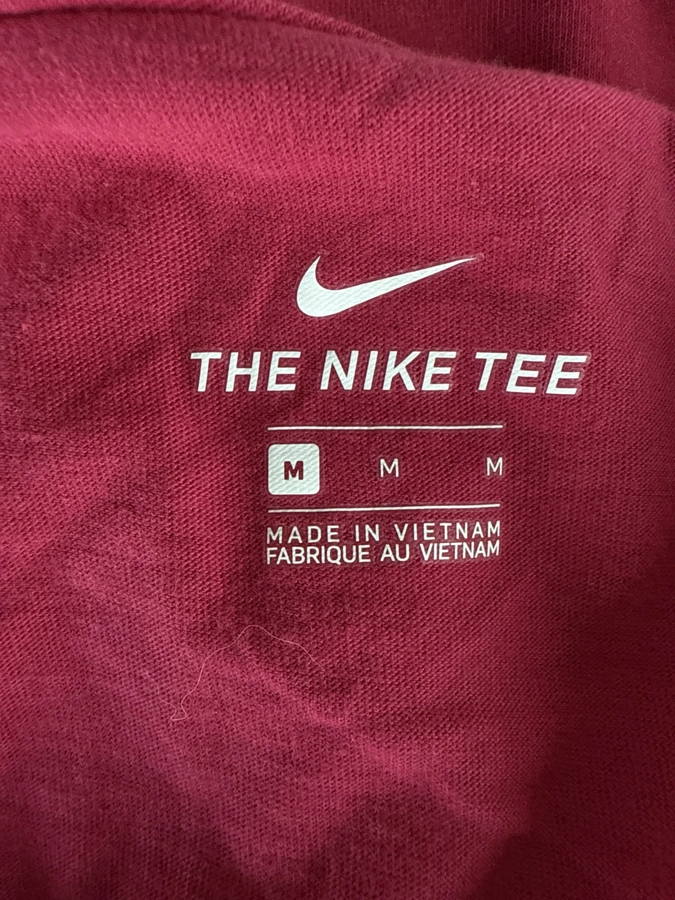 THE NIKE TEE
M M M
MADE IN VIETNAM
FABRIQUE AU VIETNAM